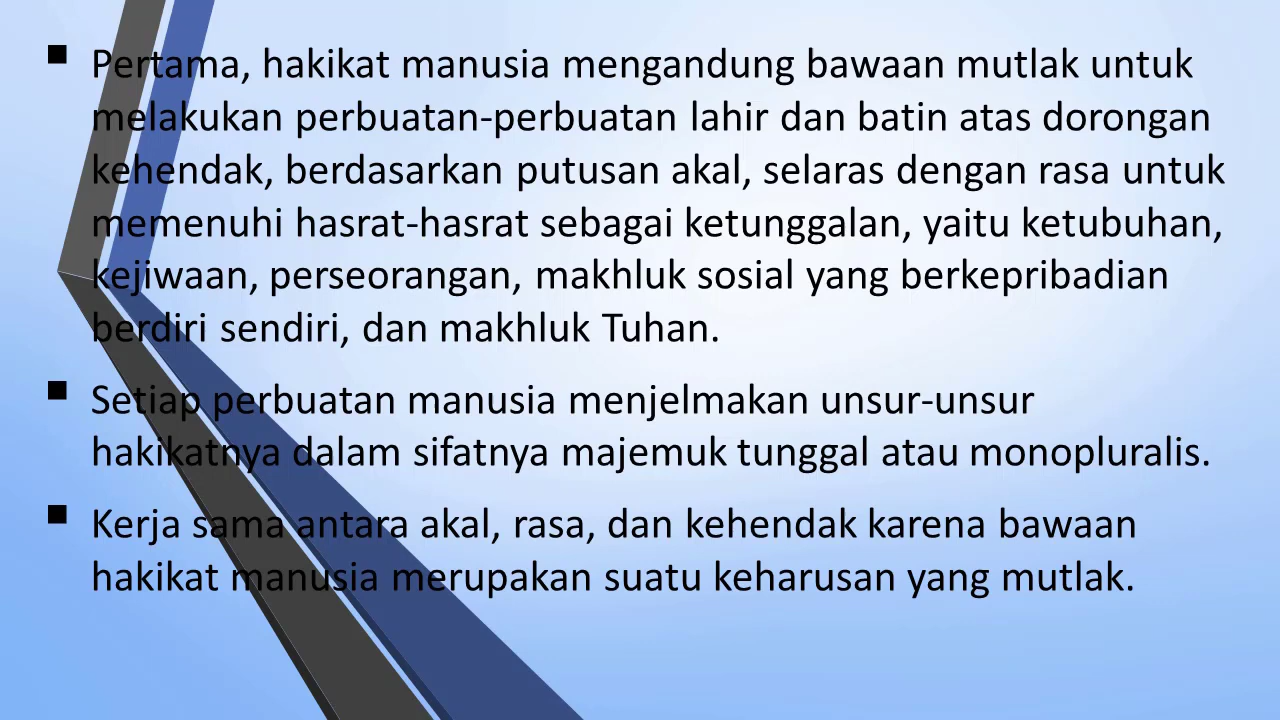 ▪ Pertama, hakikat manusia mengandung bawaan mutlak untuk
melakukan perbuatan-perbuatan lahir dan batin atas dorongan
kehendak, berdasarkan putusan akal, selaras dengan rasa untuk
memenuhi hasrat-hasrat sebagai ketunggalan, yaitu ketubuhan,
kejiwaan, perseorangan, makhluk sosial yang berkepribadian
berdiri sendiri, dan makhluk Tuhan.
▪ Setiap perbuatan manusia menjelmakan unsur-unsur
hakikatnya dalam sifatnya majemuk tunggal atau monopluralis.
▪ Kerja sama antara akal, rasa, dan kehendak karena bawaan
hakikat manusia merupakan suatu keharusan yang mutlak.